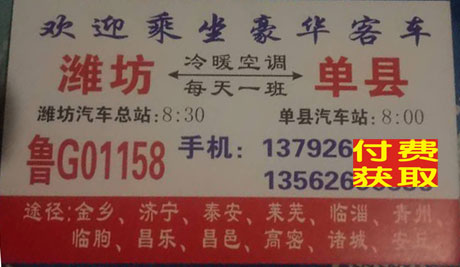 欢迎乘坐豪华客车
潍坊 冷暖空调 单县
每天一班
潍坊汽车总站:8:30 单县汽车站:8:00
鲁G01158 手机: 137926
135626
付费
获取
途径:金乡、济宁、泰安、莱芜、临淄、青州、
临朐、昌乐、昌邑、高密、诸城、安丘